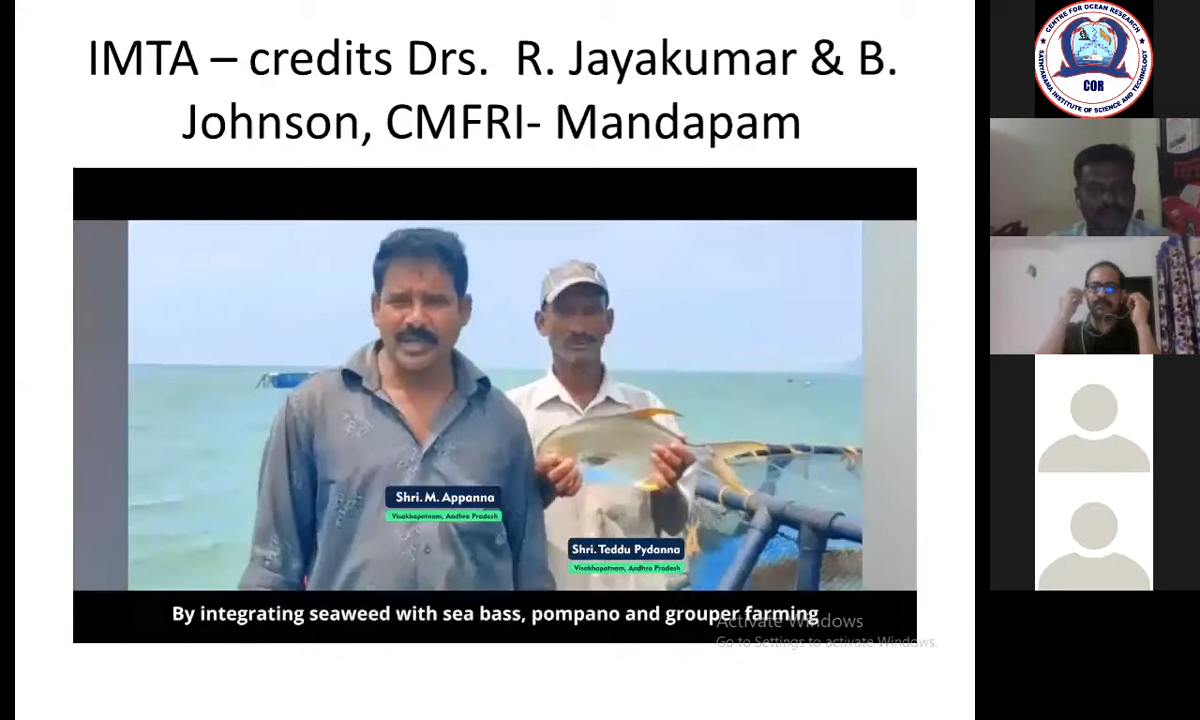 IMTA – credits Drs. R. Jayakumar & B.
Johnson, CMFRI- Mandapam
Shri. M. Appanna
Visakhapatnam, Andhra Pradesh
Shri. Teddu Pydanna
Visakhapatnam, Andhra Pradesh
By integrating seaweed with sea bass, pompano and grouper farming
Activate Windows
Go to Settings to activate Windows.
CENTRE FOR OCEAN RESEARCH
COR
SATHYABAMA INSTITUTE OF SCIENCE AND TECHNOLOGY